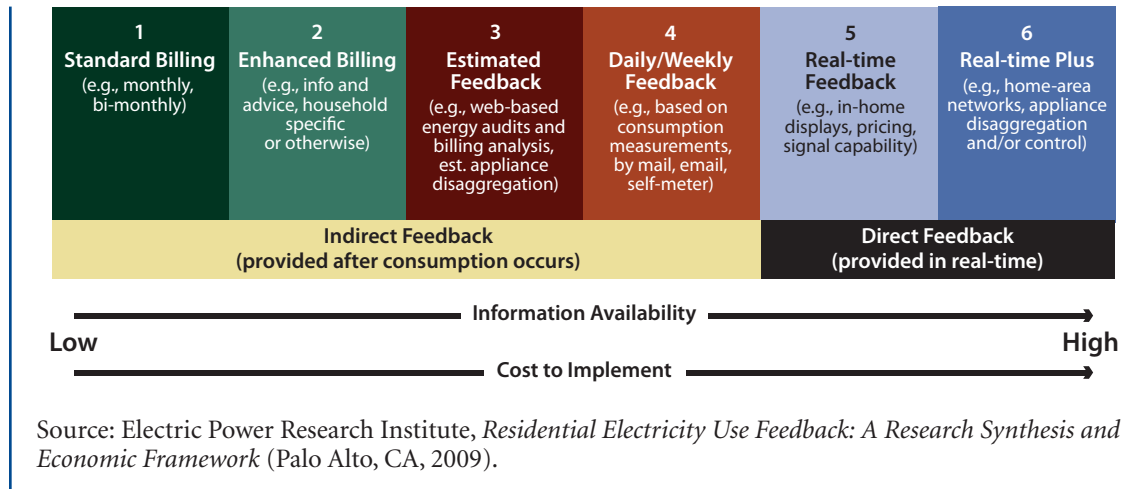 1
Standard Billing
(e.g., monthly,
bi-monthly)
2
Enhanced Billing
(e.g., info and
advice, household
specific
or otherwise)
3
Estimated
Feedback
(e.g., web-based
energy audits and
billing analysis,
est. appliance
disaggregation)
4
Daily/Weekly
Feedback
(e.g., based on
consumption
measurements,
by mail, email,
self-meter)
5
Real-time
Feedback
(e.g., in-home
displays, pricing,
signal capability)
6
Real-time Plus
(e.g., home-area
networks, appliance
disaggregation
and/or control)
Indirect Feedback
(provided after consumption occurs)
Direct Feedback
(provided in real-time)
Information Availability
Low
High
Cost to Implement
Source: Electric Power Research Institute, Residential Electricity Use Feedback: A Research Synthesis and
Economic Framework (Palo Alto, CA, 2009).